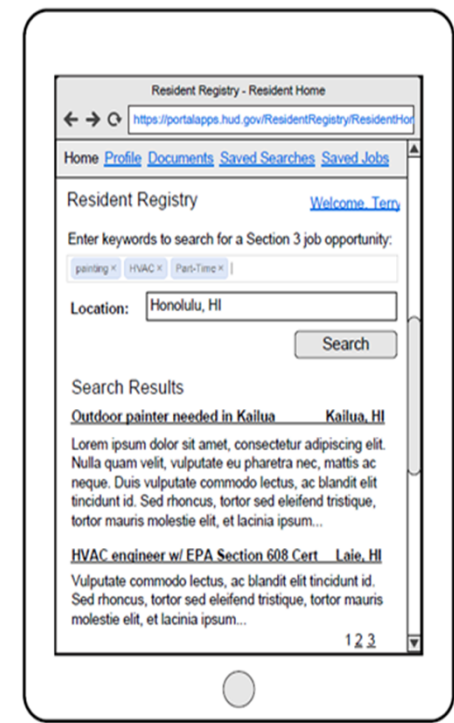 Resident Registry - Resident Home
https://portalapps.hud.gov/ResidentRegistry/ResidentHor
Home Profile Documents Saved Searches Saved Jobs
Resident Registry Welcome, Terry
Enter keywords to search for a Section 3 job opportunity:
painting × HVAC × Part-Time ×
Location: Honolulu, HI
Search
Search Results
Outdoor painter needed in Kailua Kailua, HI
Lorem ipsum dolor sit amet, consectetur adipiscing elit.
Nulla quam velit, vulputate eu pharetra nec, mattis ac
neque. Duis vulputate commodo lectus, ac blandit elit
tincidunt id. Sed rhoncus, tortor sed eleifend tristique,
tortor mauris molestie elit, et lacinia ipsum...
HVAC engineer w/ EPA Section 608 Cert Laie, HI
Vulputate commodo lectus, ac blandit elit tincidunt id.
Sed rhoncus, tortor sed eleifend tristique, tortor mauris
molestie elit, et lacinia ipsum...
1 2 3